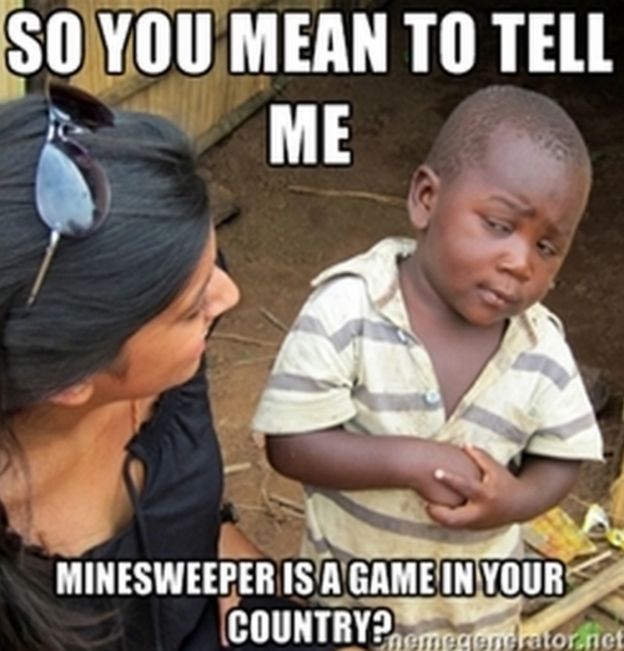 SO YOU MEAN TO TELL
ME
MINESWEEPER IS A GAME IN YOUR
COUNTRY?
memegenerator.net